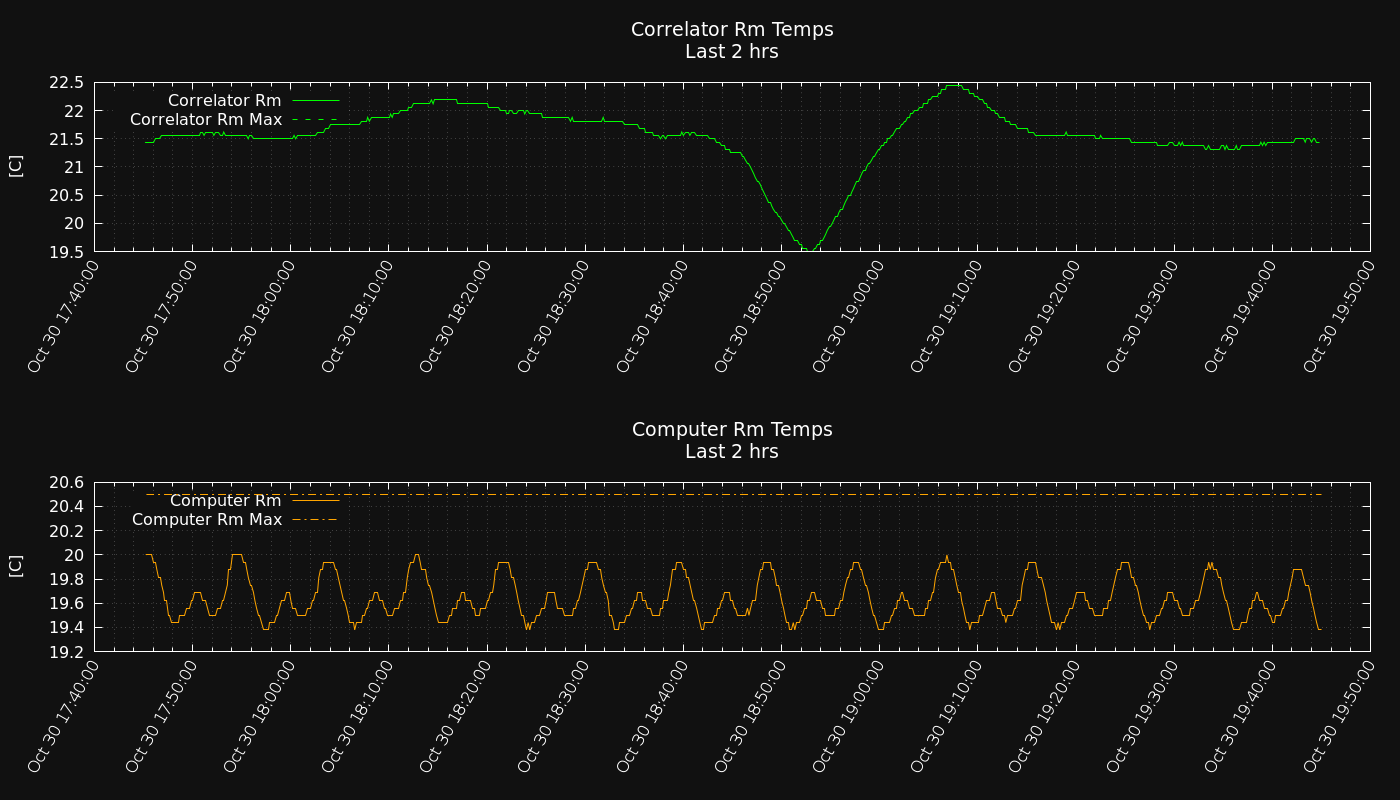 Correlator Rm Temps
Last 2 hrs
22.5
22
21.5
21
20.5
20
19.5
[C]
Correlator Rm
Correlator Rm Max
Oct 30 17:40:00
Oct 30 17:50:00
Oct 30 18:00:00
Oct 30 18:10:00
Oct 30 18:20:00
Oct 30 18:30:00
Oct 30 18:40:00
Oct 30 18:50:00
Oct 30 19:00:00
Oct 30 19:10:00
Oct 30 19:20:00
Oct 30 19:30:00
Oct 30 19:40:00
Oct 30 19:50:00
Computer Rm Temps
Last 2 hrs
20.6
20.4
20.2
20
19.8
19.6
19.4
19.2
[C]
Computer Rm
Computer Rm Max
Oct 30 17:40:00
Oct 30 17:50:00
Oct 30 18:00:00
Oct 30 18:10:00
Oct 30 18:20:00
Oct 30 18:30:00
Oct 30 18:40:00
Oct 30 18:50:00
Oct 30 19:00:00
Oct 30 19:10:00
Oct 30 19:20:00
Oct 30 19:30:00
Oct 30 19:40:00
Oct 30 19:50:00